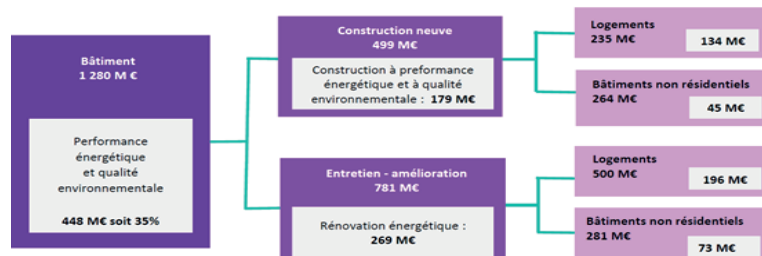 Bâtiment
1 280 M €
Performance
énergétique
et qualité
environnementale
448 M€ soit 35%
Construction neuve
499 M€
Construction à preformance
énergétique et à qualité
environnementale : 179 M€
Entretien - amélioration
781 M€
Rénovation énergétique :
269 M€
Logements
235 M€
134 M€
Bâtiments non résidentiels
264 M€
45 M€
Logements
500 M€
196 M€
Bâtiments non résidentiels
281 M€
73 M€